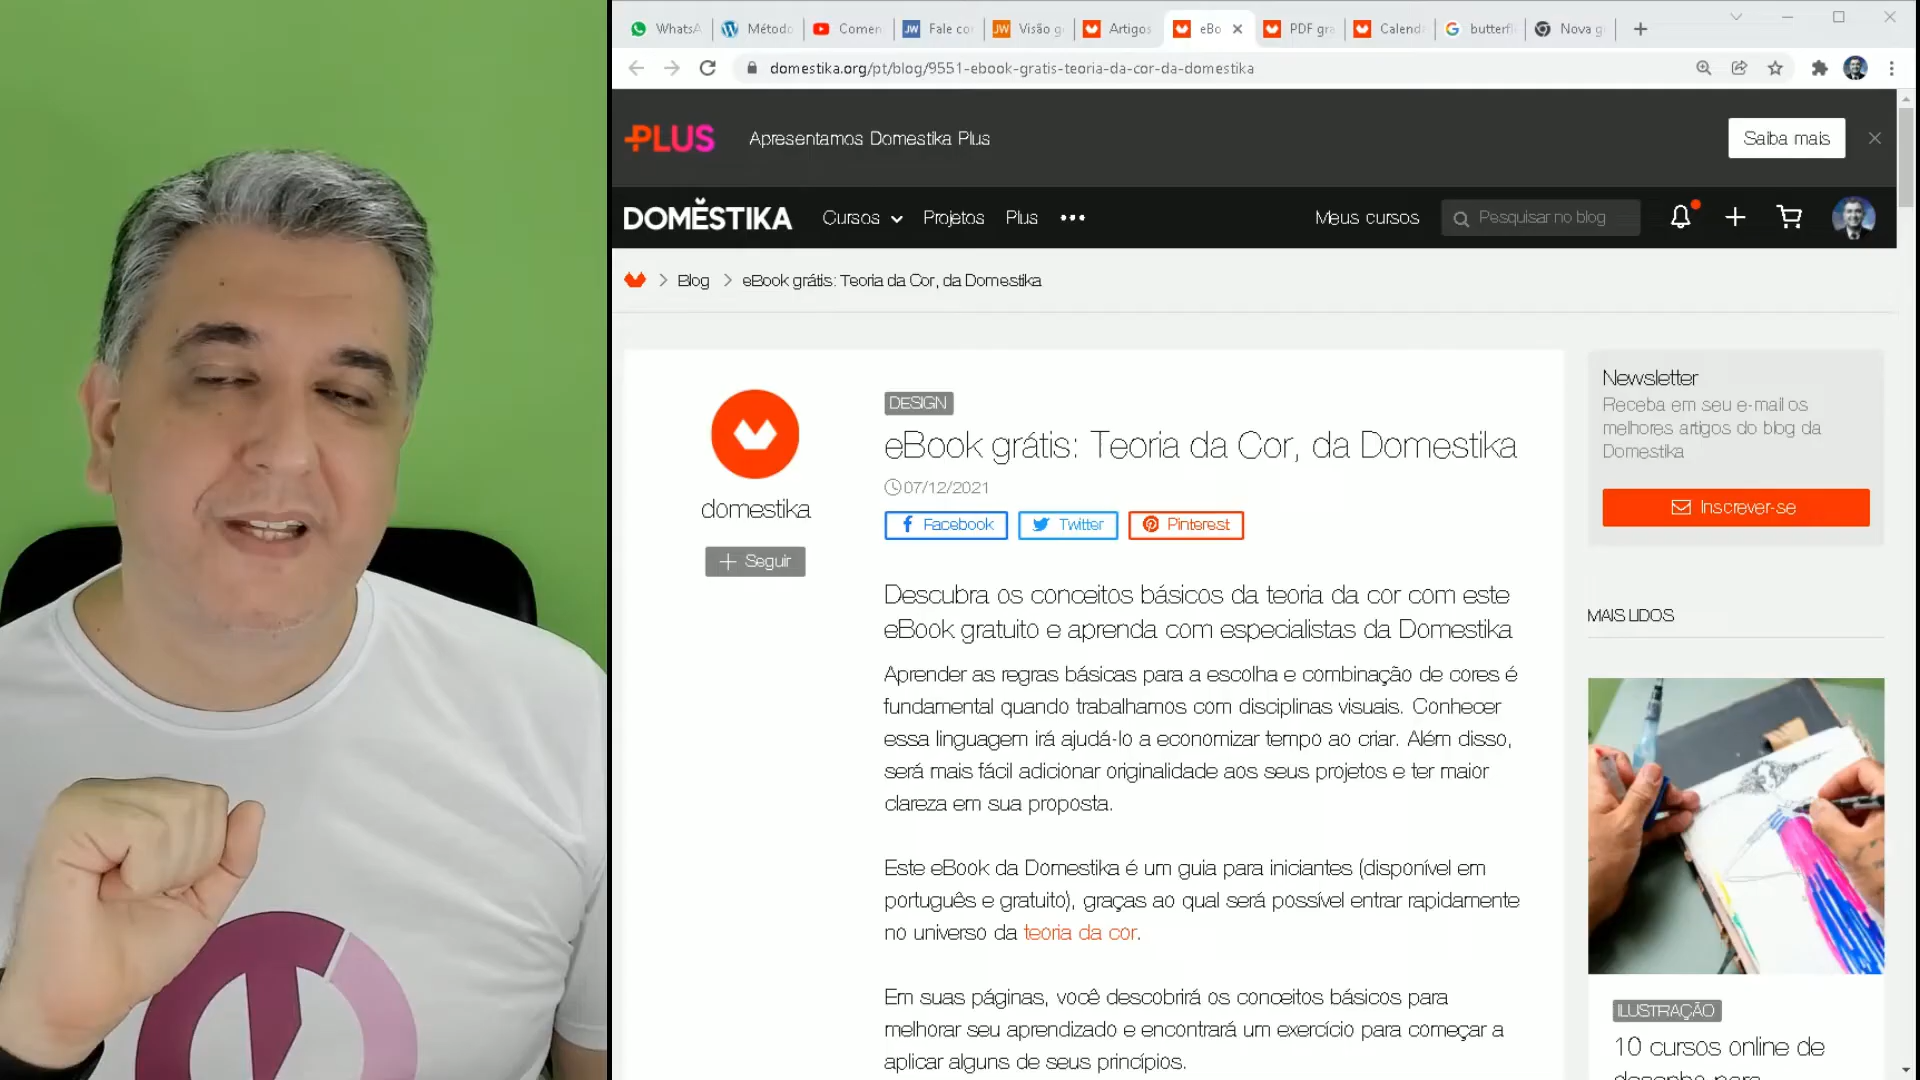 WhatsA
Método
Comen
Fale co
Visão g
Artigos
eBo
PDF gra
Calenda
butterfl
Nova g
domestika.org/pt/blog/9551-ebook-gratis-teoria-da-cor-da-domestika
PLUS
Apresentamos Domestika Plus
Saiba mais
DOMĔSTIKA
Cursos
Projetos
Plus
Meus cursos
Pesquisar no blog
Blog
eBook grátis: Teoria da Cor, da Domestika
domestika
Seguir
DESIGN
eBook grátis: Teoria da Cor, da Domestika
07/12/2021
Facebook
Twitter
Pinterest
Descubra os conceitos básicos da teoria da cor com este
eBook gratuito e aprenda com especialistas da Domestika
Aprender as regras básicas para a escolha e combinação de cores é
fundamental quando trabalhamos com disciplinas visuais. Conhecer
essa linguagem irá ajudá-lo a economizar tempo ao criar. Além disso,
será mais fácil adicionar originalidade aos seus projetos e ter maior
clareza em sua proposta.
Este eBook da Domestika é um guia para iniciantes (disponível em
português e gratuito), graças ao qual será possível entrar rapidamente
no universo da teoria da cor.
Em suas páginas, você descobrirá os conceitos básicos para
melhorar seu aprendizado e encontrará um exercício para começar a
aplicar alguns de seus princípios.
Newsletter
Receba em seu e-mail os
melhores artigos do blog da
Domestika
Inscrever-se
MAIS LIDOS
ILUSTRAÇÃO
10 cursos online de
desenho para